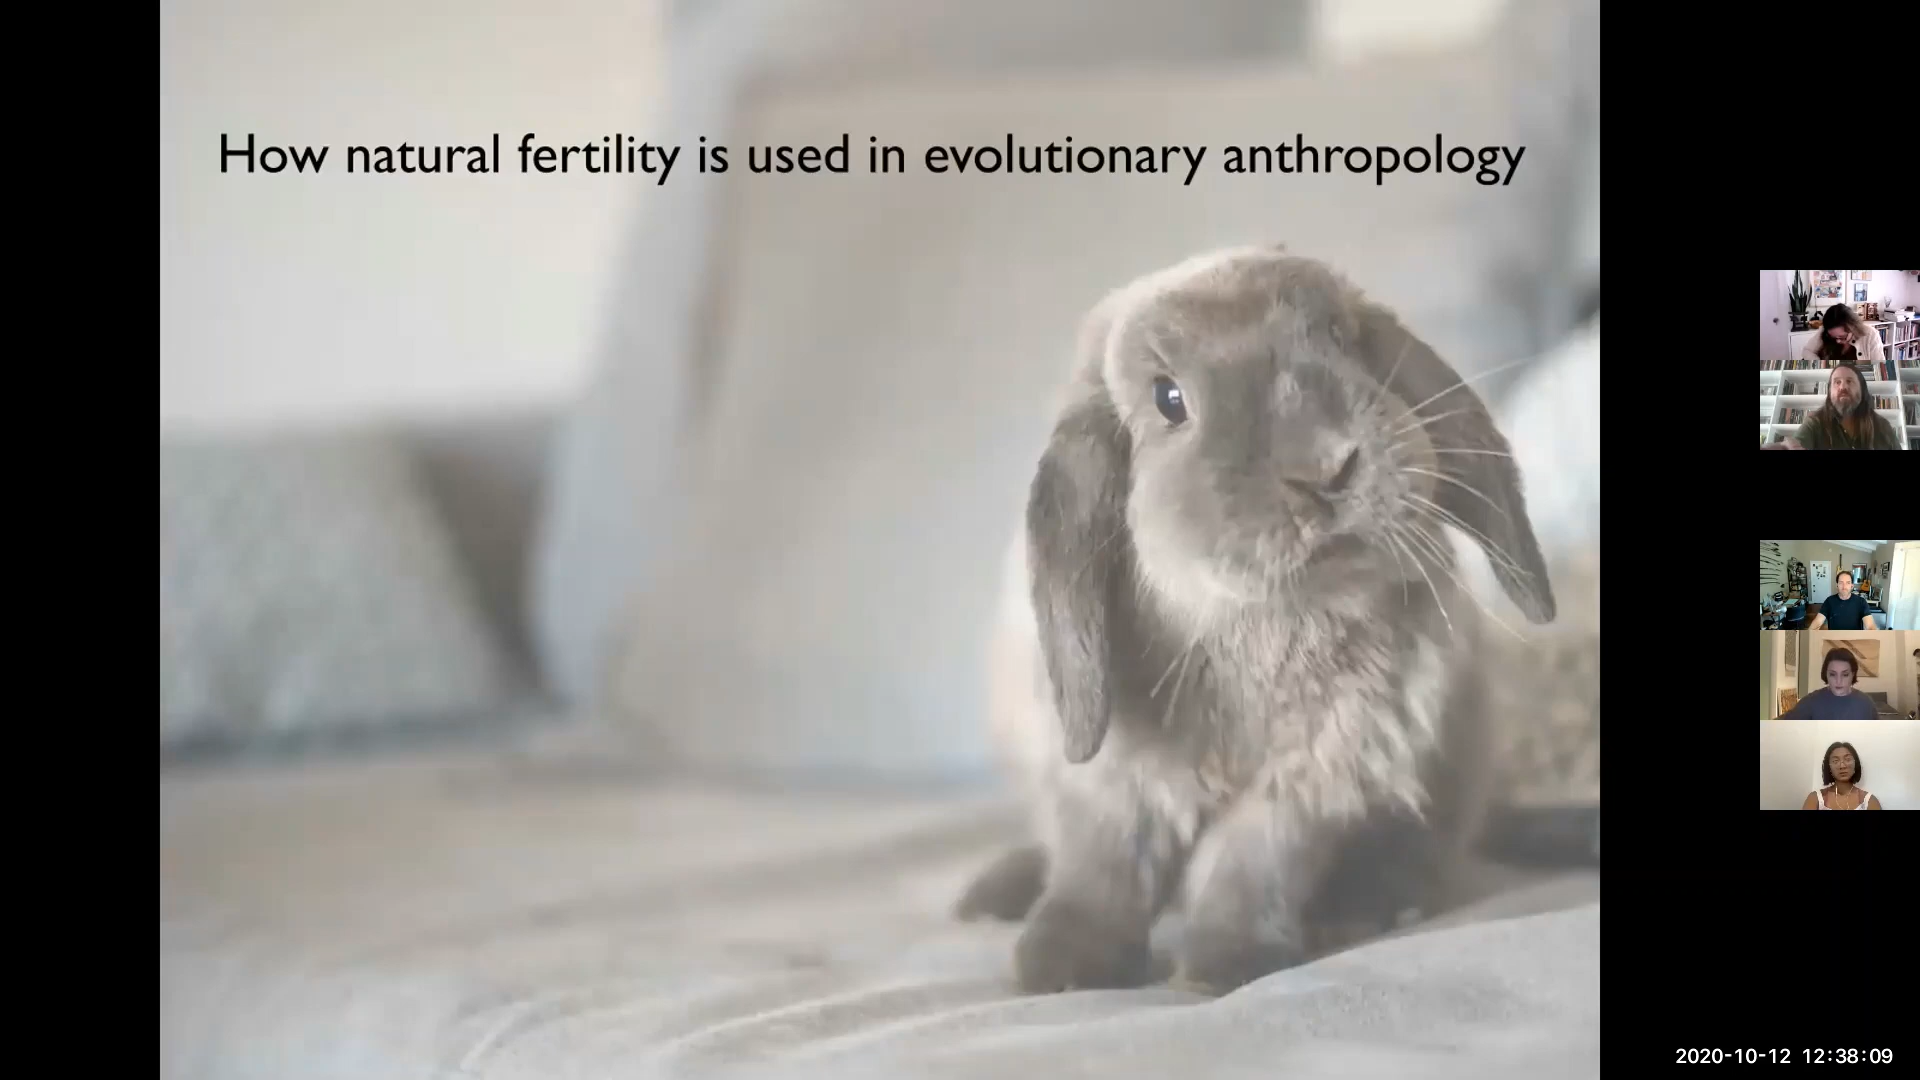 How natural fertility is used in evolutionary anthropology
2020-10-12 12:38:09